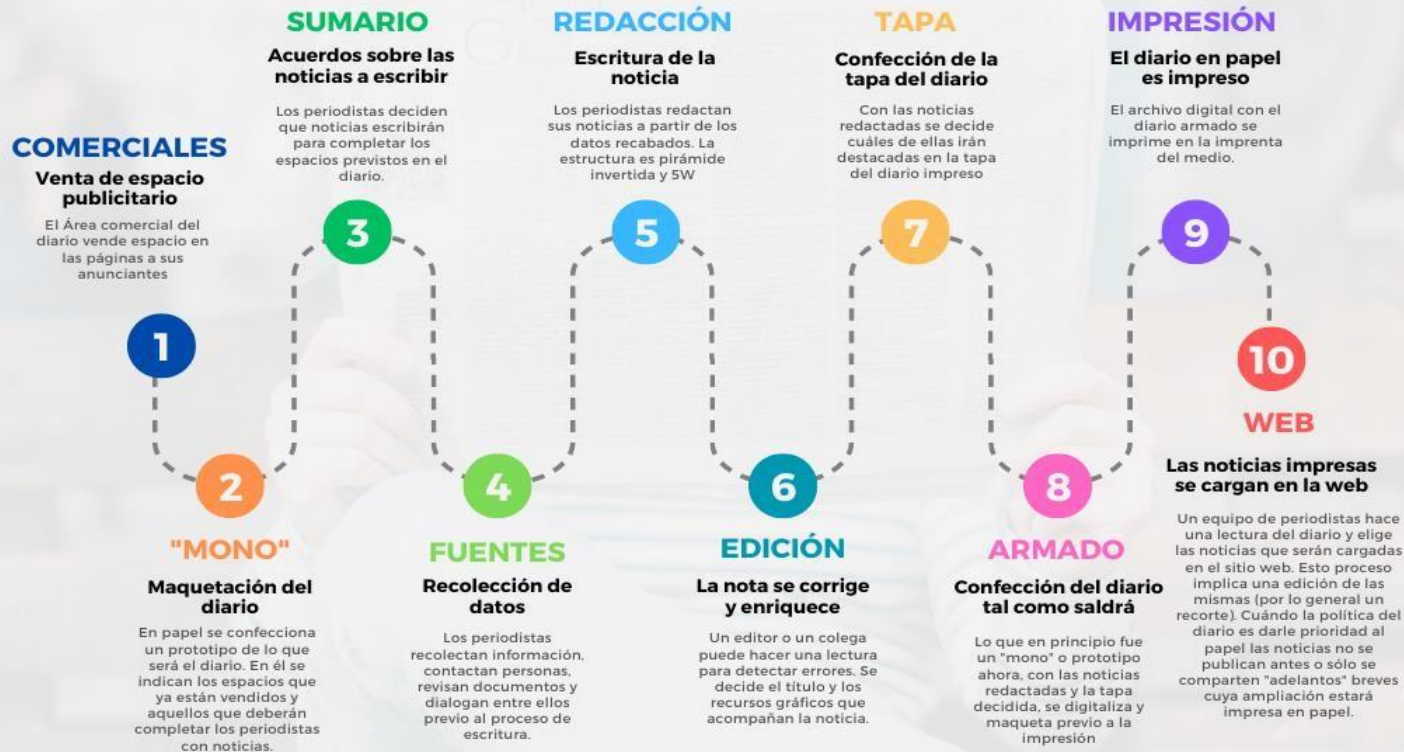 COMERCIALES
Venta de espacio
publicitario
El Área comercial del
diario vende espacio en
las páginas a sus
anunciantes
1
2
"MONO"
Maquetación del
diario
En papel se confecciona
un prototipo de lo que
será el diario. En él se
indican los espacios que
ya están vendidos y
aquellos que deberán
completar los periodistas
con noticias.
SUMARIO
Acuerdos sobre las
noticias a escribir
Los periodistas deciden
que noticias escribirán
para completar los
espacios previstos en el
diario.
3
4
FUENTES
Recolección de
datos
Los periodistas
recolectan información,
contactan personas,
revisan documentos y
dialogan entre ellos
previo al proceso de
escritura.
REDACCIÓN
Escritura de la
noticia
Los periodistas redactan
sus noticias a partir de los
datos recabados. La
estructura es pirámide
invertida y 5W
5
6
EDICIÓN
La nota se corrige
y enriquece
Un editor o un colega
puede hacer una lectura
para detectar errores. Se
decide el título y los
recursos gráficos que
acompañan la noticia.
TAPA
Confección de la
tapa del diario
Con las noticias
redactadas se decide
cuáles de ellas irán
destacadas en la tapa
del diario impreso
7
8
ARMADO
Confección del diario
tal como saldrá
Lo que en principio fue
un "mono" o prototipo
ahora, con las noticias
redactadas y la tapa
decidida, se digitaliza y
maqueta previo a la
impresión
IMPRESIÓN
El diario en papel
es impreso
El archivo digital con el
diario armado se
imprime en la imprenta
del medio.
9
10
WEB
Las noticias impresas
se cargan en la web
Un equipo de periodistas hace
una lectura del diario y elige
las noticias que serán cargadas
en el sitio web. Esto proceso
implica una edición de las
mismas (por lo general un
recorte). Cuándo la política del
diario es darle prioridad al
papel las noticias no se
publican antes o sólo se
comparten "adelantos" breves
cuya ampliación estará
impresa en papel.